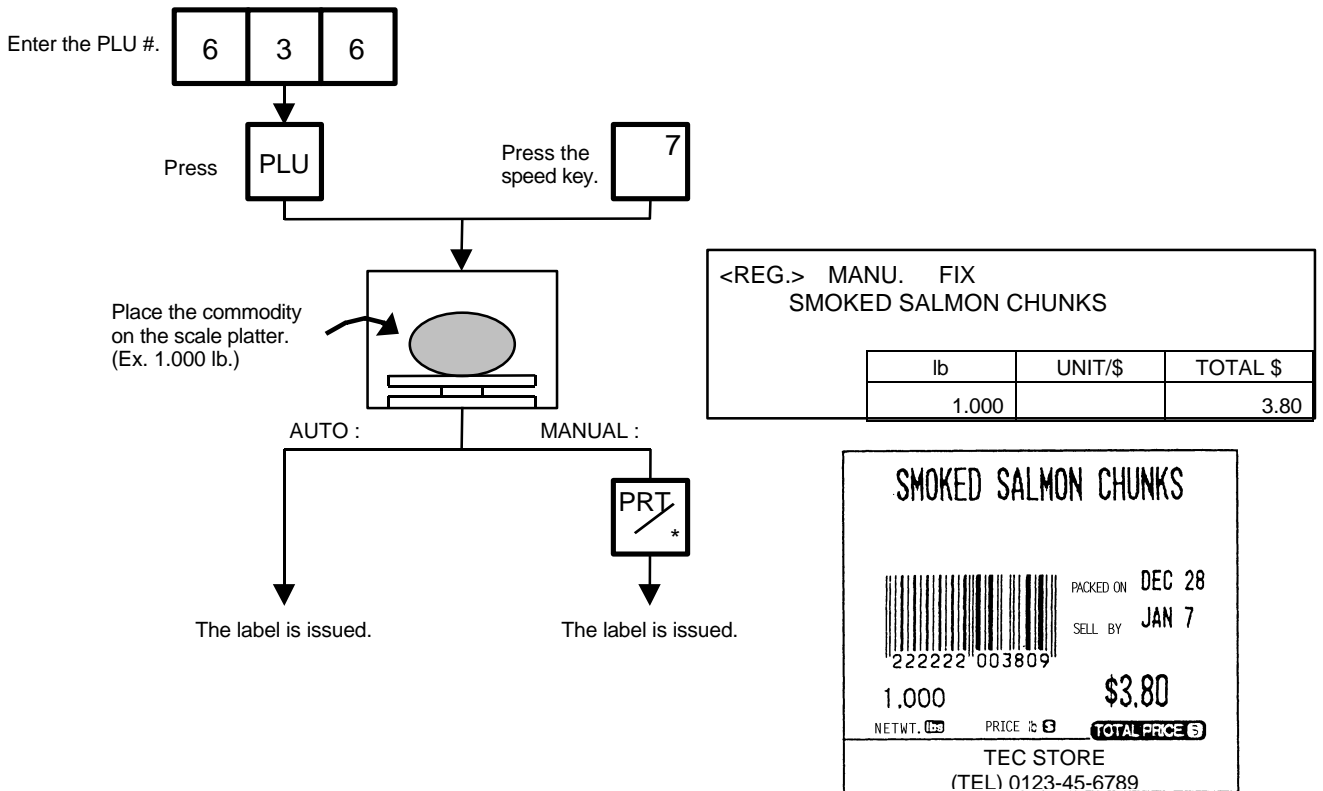 Enter the PLU #.
6 3 6
Press
PLU
Press the
speed key.
7
Place the commodity
on the scale platter.
(Ex. 1.000 lb.)
AUTO :
MANUAL :
PRT
*
The label is issued.
The label is issued.
<REG.> MANU. FIX
SMOKED SALMON CHUNKS
lb UNIT/$ TOTAL $
1.000 3.80
SMOKED SALMON CHUNKS
PACKED ON DEC 28
SELL BY JAN 7
222222 003809
1.000 $3.80
NETWT. lbs PRICE lb $ TOTAL PRICE $
TEC STORE
(TEL) 0123-45-6789